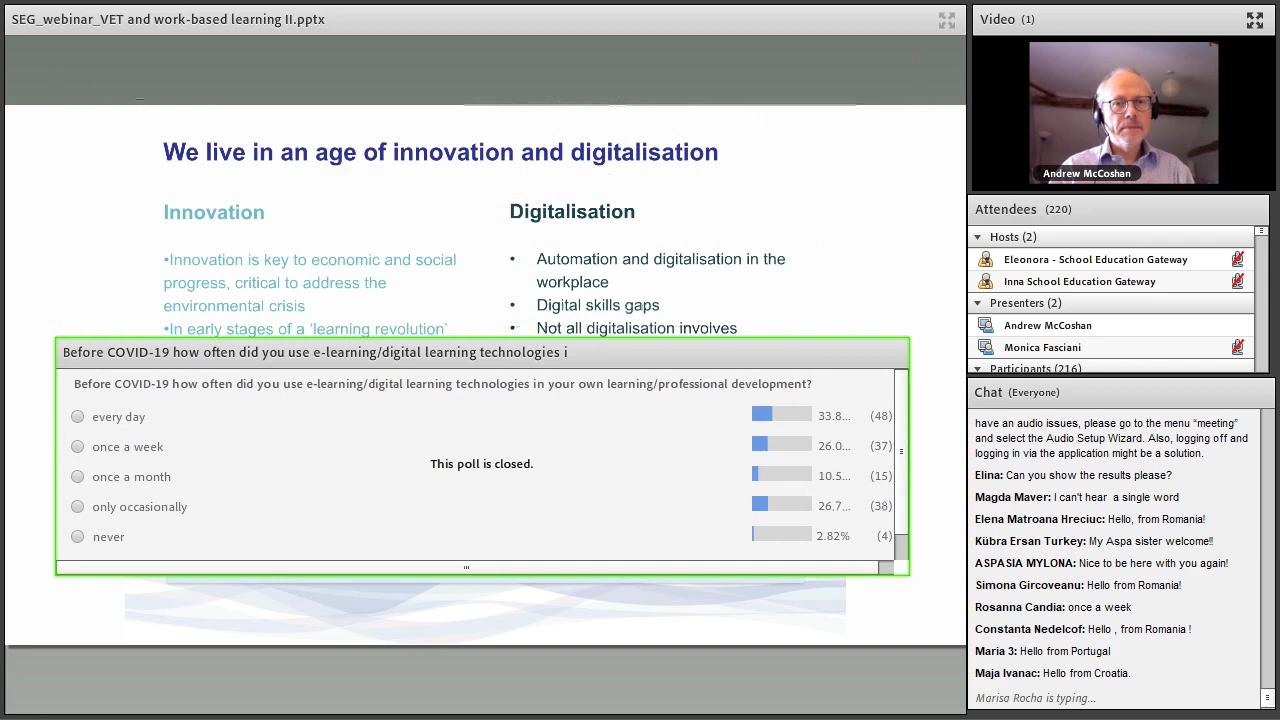 SEG_webinar_VET and work-based learning II.pptx
We live in an age of innovation and digitalisation
Innovation
•Innovation is key to economic and social
progress, critical to address the
environmental crisis
•In early stages of a ‘learning revolution’
Digitalisation
• Automation and digitalisation in the
workplace
• Digital skills gaps
• Not all digitalisation involves
Before COVID-19 how often did you use e-learning/digital learning technologies i
Before COVID-19 how often did you use e-learning/digital learning technologies in your own learning/professional development?
every day 33.8... (48)
once a week 26.0... (37)
This poll is closed.
once a month 10.5... (15)
only occasionally 26.7... (38)
never 2.82% (4)
Video (1)
Andrew McCoshan
Attendees (220)
Hosts (2)
Eleonora - School Education Gateway
Inna School Education Gateway
Presenters (2)
Andrew McCoshan
Monica Fasciani
Participants (216)
Chat (Everyone)
have an audio issues, please go to the menu “meeting”
and select the Audio Setup Wizard. Also, logging off and
logging in via the application might be a solution.
Elina: Can you show the results please?
Magda Maver: I can't hear a single word
Elena Matroana Hreciuc: Hello, from Romania!
Kübra Ersan Turkey: My Aspa sister welcome!!
ASPASIA MYLONA: Nice to be here with you again!
Simona Gircoveanu: Hello from Romania!
Rosanna Candia: once a week
Constanta Nedelcof: Hello , from Romania !
Maria 3: Hello from Portugal
Maja Ivanac: Hello from Croatia.
Marisa Rocha is typing...